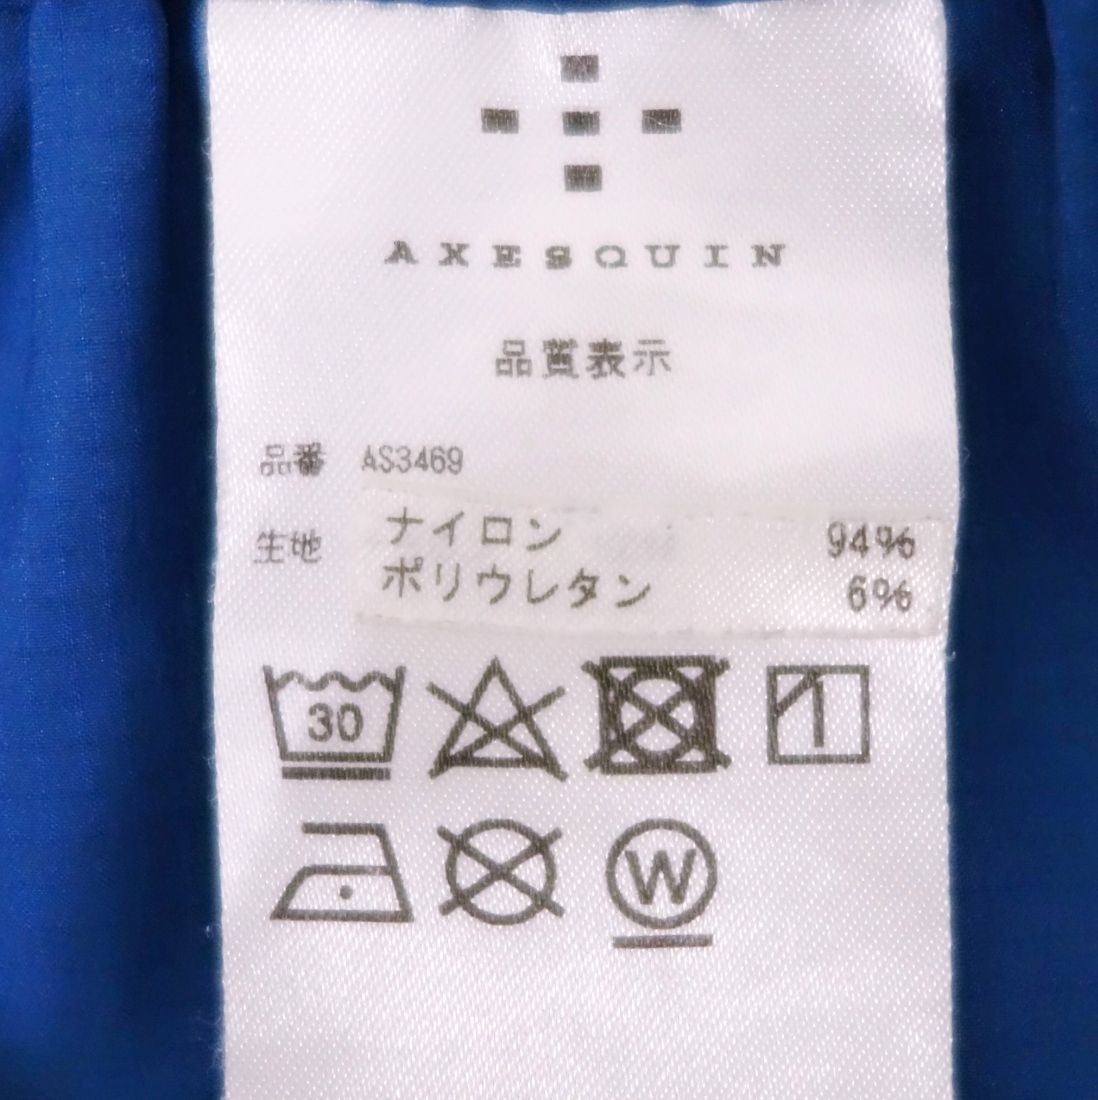 AXESQUIN
品質表示
品番 AS3469
生地 ナイロン 94%
ポリウレタン 6%
30
W